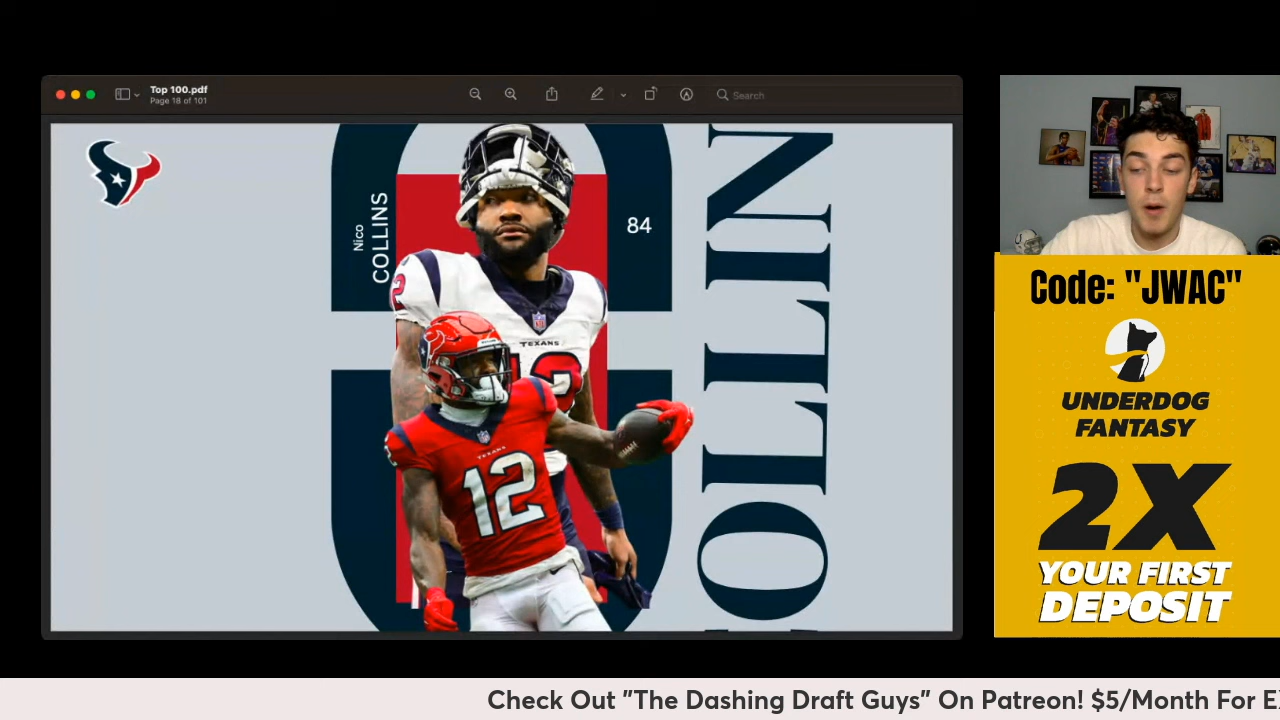 Top 100.pdf
Page 18 of 101
Search
Nico
COLLINS
84
OLLIN
TEXANS
12
TEXANS
12
Code: "JWAC"
UNDERDOG
FANTASY
2X
YOUR FIRST
DEPOSIT
Check Out "The Dashing Draft Guys" On Patreon! $5/Month For E